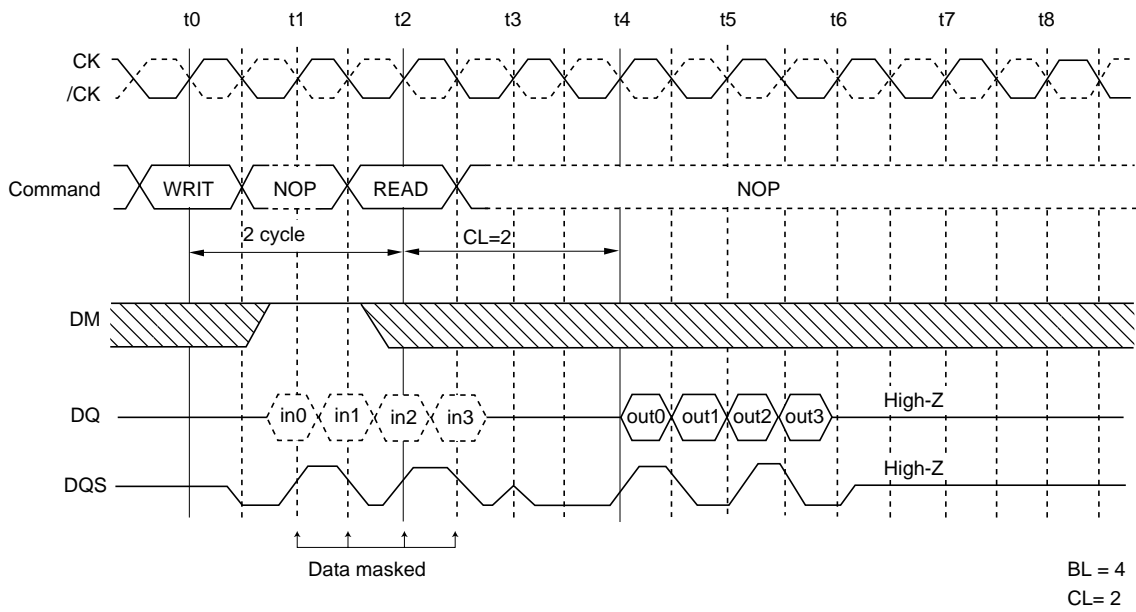 t0 t1 t2 t3 t4 t5 t6 t7 t8
CK
/CK
Command WRIT NOP READ NOP
2 cycle CL=2
DM
DQ in0 in1 in2 in3 out0 out1 out2 out3 High-Z
DQS High-Z
Data masked
BL = 4
CL= 2